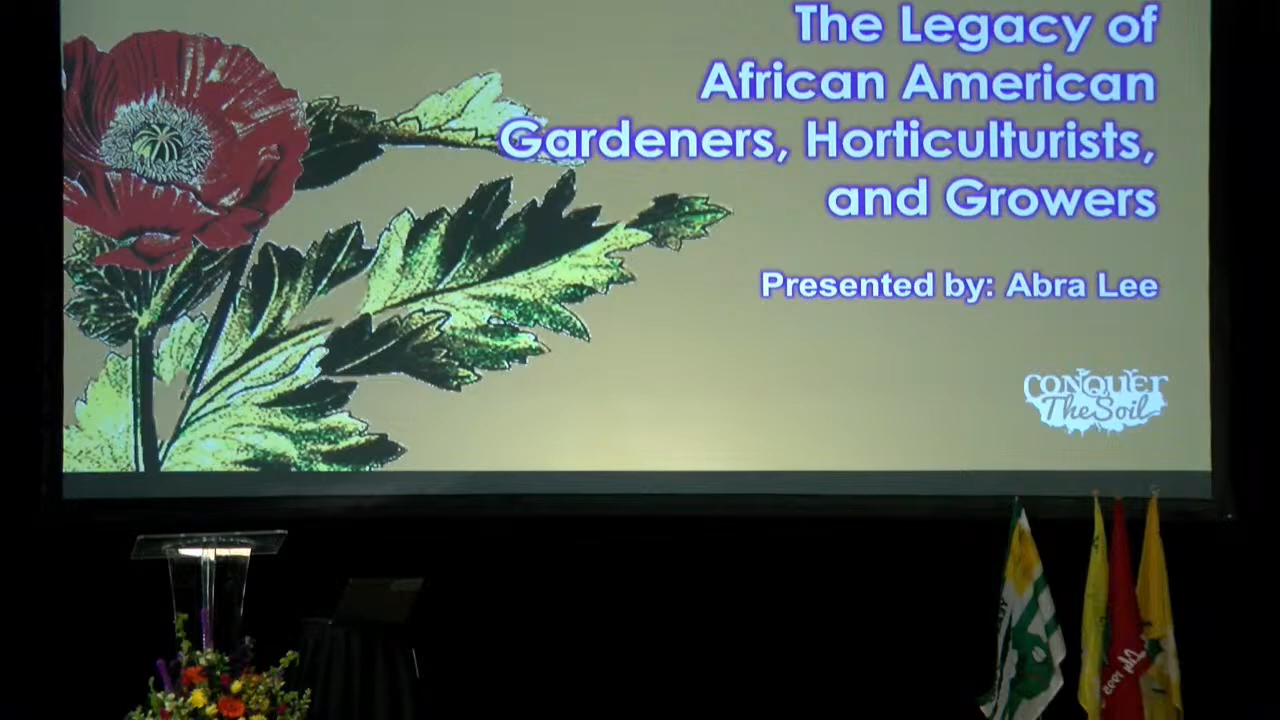 The Legacy of
African American
Gardeners, Horticulturists,
and Growers
Presented by: Abra Lee
CONQUER
The Soil